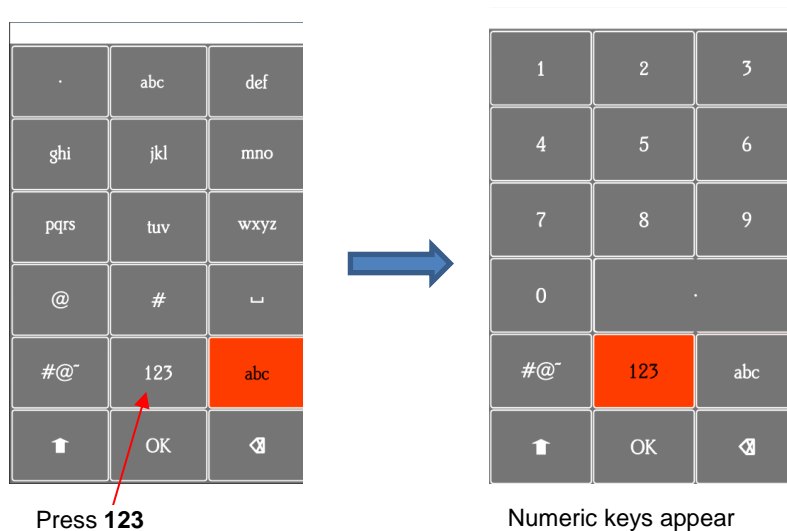 . abc def
ghi jkl mno
pqrs tuv wxyz
@ # ⎵
#@~ 123 abc
OK
Press 123
1 2 3
4 5 6
7 8 9
0 .
#@~ 123 abc
OK
Numeric keys appear